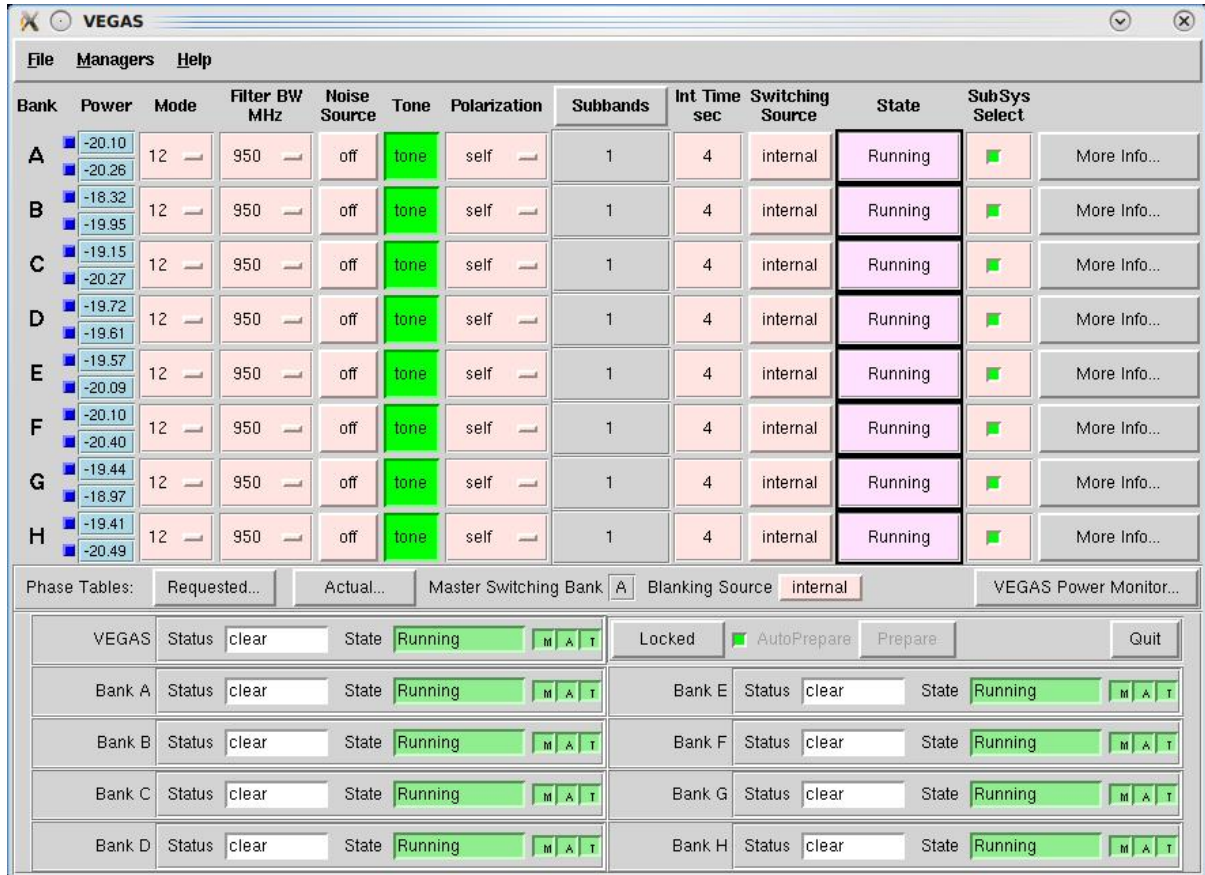 VEGAS
File Managers Help
Bank Power Mode Filter BW MHz Noise Source Tone Polarization Subbands Int Time sec Switching Source State SubSys Select
A -20.10 -20.26 12 950 off tone self 1 4 internal Running More Info...
B -18.32 -19.95 12 950 off tone self 1 4 internal Running More Info...
C -19.15 -20.27 12 950 off tone self 1 4 internal Running More Info...
D -19.72 -19.61 12 950 off tone self 1 4 internal Running More Info...
E -19.57 -20.09 12 950 off tone self 1 4 internal Running More Info...
F -20.10 -20.40 12 950 off tone self 1 4 internal Running More Info...
G -19.44 -18.97 12 950 off tone self 1 4 internal Running More Info...
H -19.41 -20.49 12 950 off tone self 1 4 internal Running More Info...
Phase Tables: Requested... Actual... Master Switching Bank A Blanking Source internal VEGAS Power Monitor...
VEGAS Status clear State Running M A T Locked AutoPrepare Prepare Quit
Bank A Status clear State Running M A T Bank E Status clear State Running M A T
Bank B Status clear State Running M A T Bank F Status clear State Running M A T
Bank C Status clear State Running M A T Bank G Status clear State Running M A T
Bank D Status clear State Running M A T Bank H Status clear State Running M A T